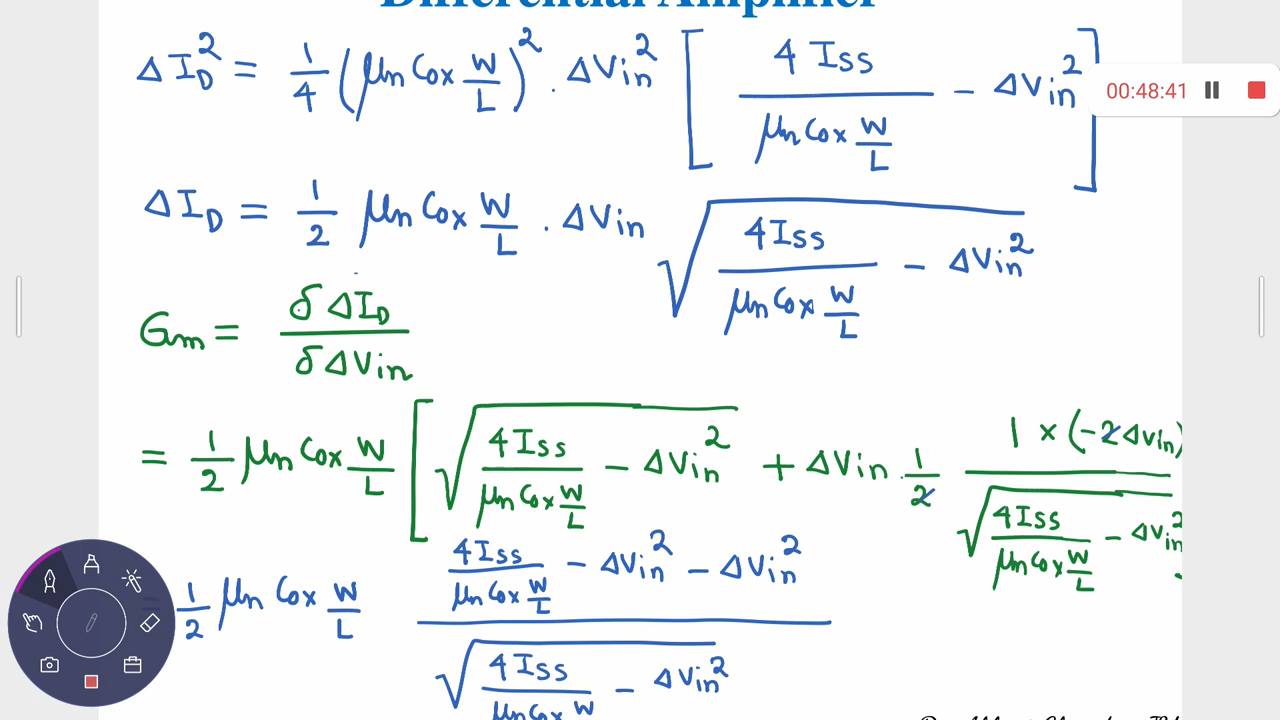 Differential Amplifier
ΔI_D^2 = 1/4 (μn Cox W/L)^2 . ΔVin^2 [ 4 Iss / μn Cox W/L − ΔVin^2 ]
00:48:41
ΔI_D = 1/2 μn Cox W/L . ΔVin √( 4Iss / μn Cox W/L − ΔVin^2 )
Gm = δ ΔI_D / δ ΔVin
= 1/2 μn Cox W/L [ √( 4Iss / μn Cox W/L − ΔVin^2 ) + ΔVin . 1/2 1 × (−2ΔVin) / √( 4Iss / μn Cox W/L − ΔVin^2 )
1/2 μn Cox W/L ( 4Iss / μn Cox W/L − ΔVin^2 − ΔVin^2 ) / √( 4Iss / μn Cox W − ΔVin^2 )